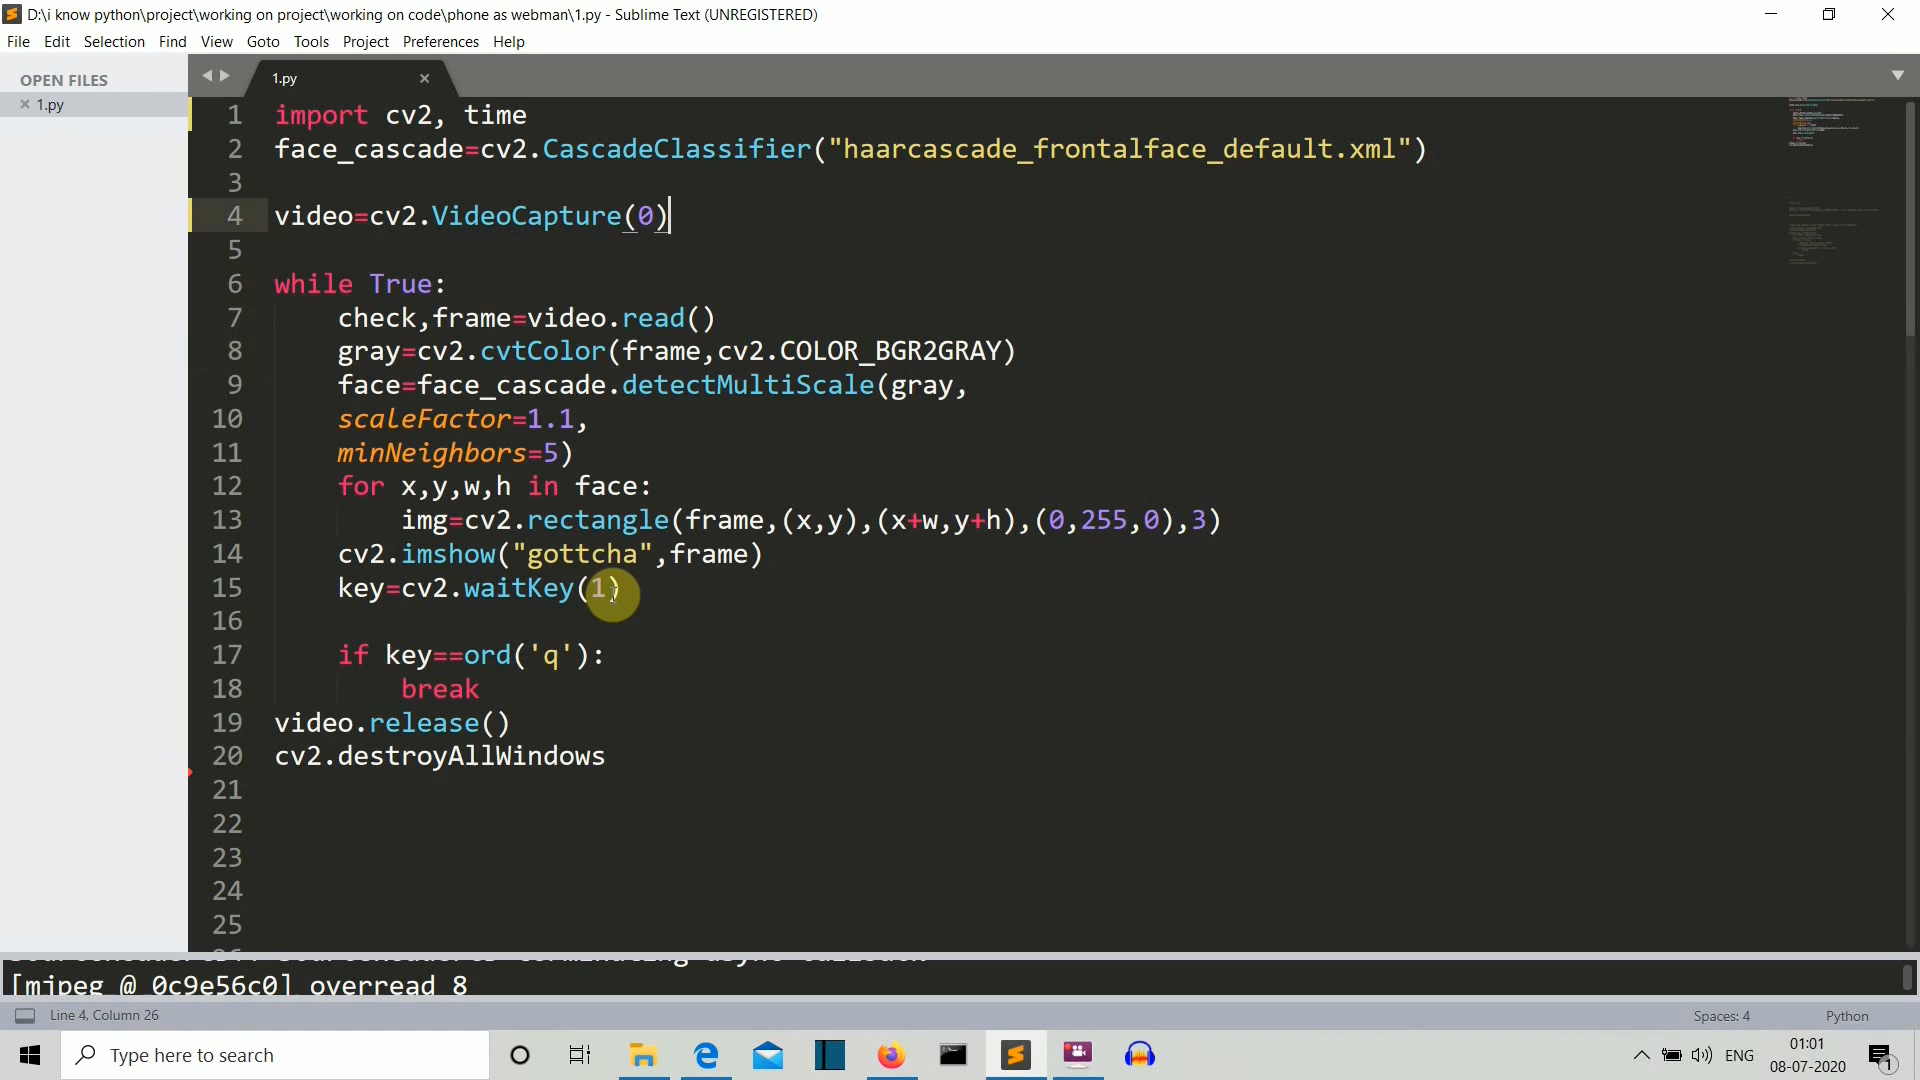 D:\i know python\project\working on project\working on code\phone as webman\1.py - Sublime Text (UNREGISTERED)
File Edit Selection Find View Goto Tools Project Preferences Help
OPEN FILES
1.py
1.py
1 import cv2, time
2 face_cascade=cv2.CascadeClassifier("haarcascade_frontalface_default.xml")
3
4 video=cv2.VideoCapture(0)
5
6 while True:
7 check,frame=video.read()
8 gray=cv2.cvtColor(frame,cv2.COLOR_BGR2GRAY)
9 face=face_cascade.detectMultiScale(gray,
10 scaleFactor=1.1,
11 minNeighbors=5)
12 for x,y,w,h in face:
13 img=cv2.rectangle(frame,(x,y),(x+w,y+h),(0,255,0),3)
14 cv2.imshow("gottcha",frame)
15 key=cv2.waitKey(1)
16
17 if key==ord('q'):
18 break
19 video.release()
20 cv2.destroyAllWindows
21
22
23
24
25
[mjpeg @ 0c9e56c0] overread 8
Line 4, Column 26
Spaces: 4
Python
Type here to search
ENG
01:01
08-07-2020
1